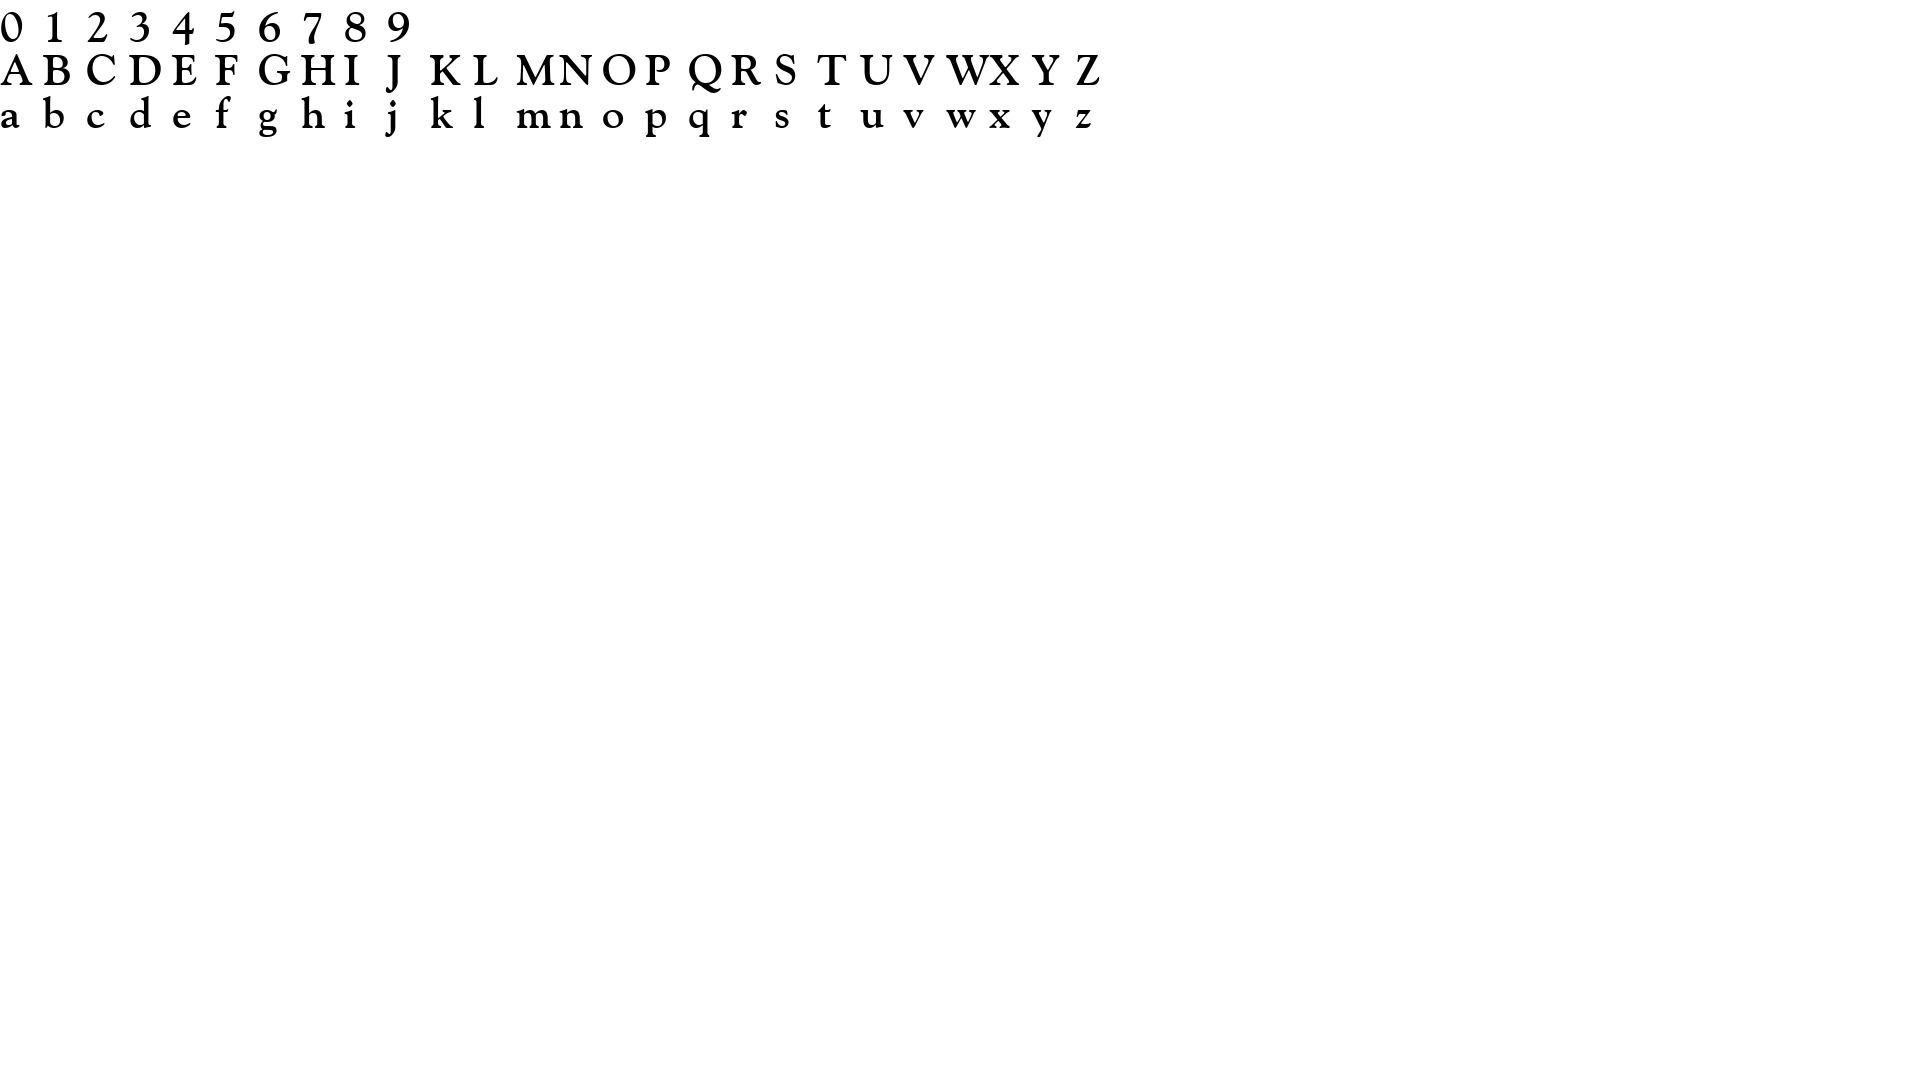 0 1 2 3 4 5 6 7 8 9
A B C D E F G H I J K L M N O P Q R S T U V W X Y Z
a b c d e f g h i j k l m n o p q r s t u v w x y z